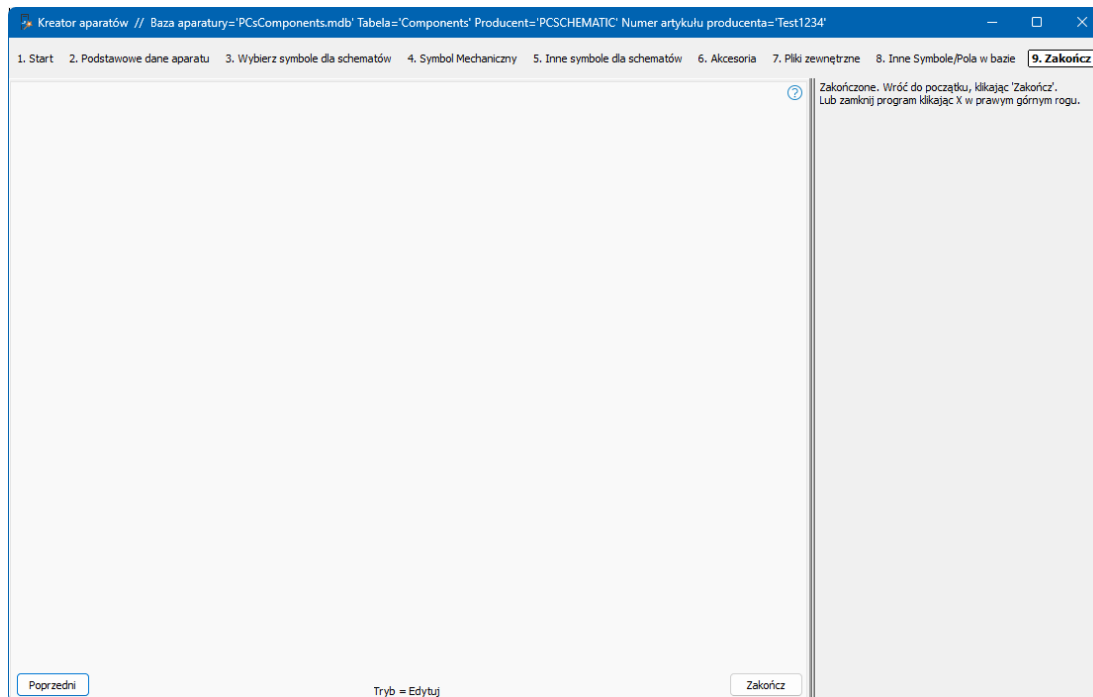 Kreator aparatów // Baza aparatury='PCsComponents.mdb' Tabela='Components' Producent='PCSCHEMATIC' Numer artykułu producenta='Test1234'
1. Start 2. Podstawowe dane aparatu 3. Wybierz symbole dla schematów 4. Symbol Mechaniczny 5. Inne symbole dla schematów 6. Akcesoria 7. Pliki zewnętrzne 8. Inne Symbole/Pola w bazie 9. Zakończ
Zakończone. Wróć do początku, klikając 'Zakończ'.
Lub zamknij program klikając X w prawym górnym rogu.
Poprzedni Tryb = Edytuj Zakończ